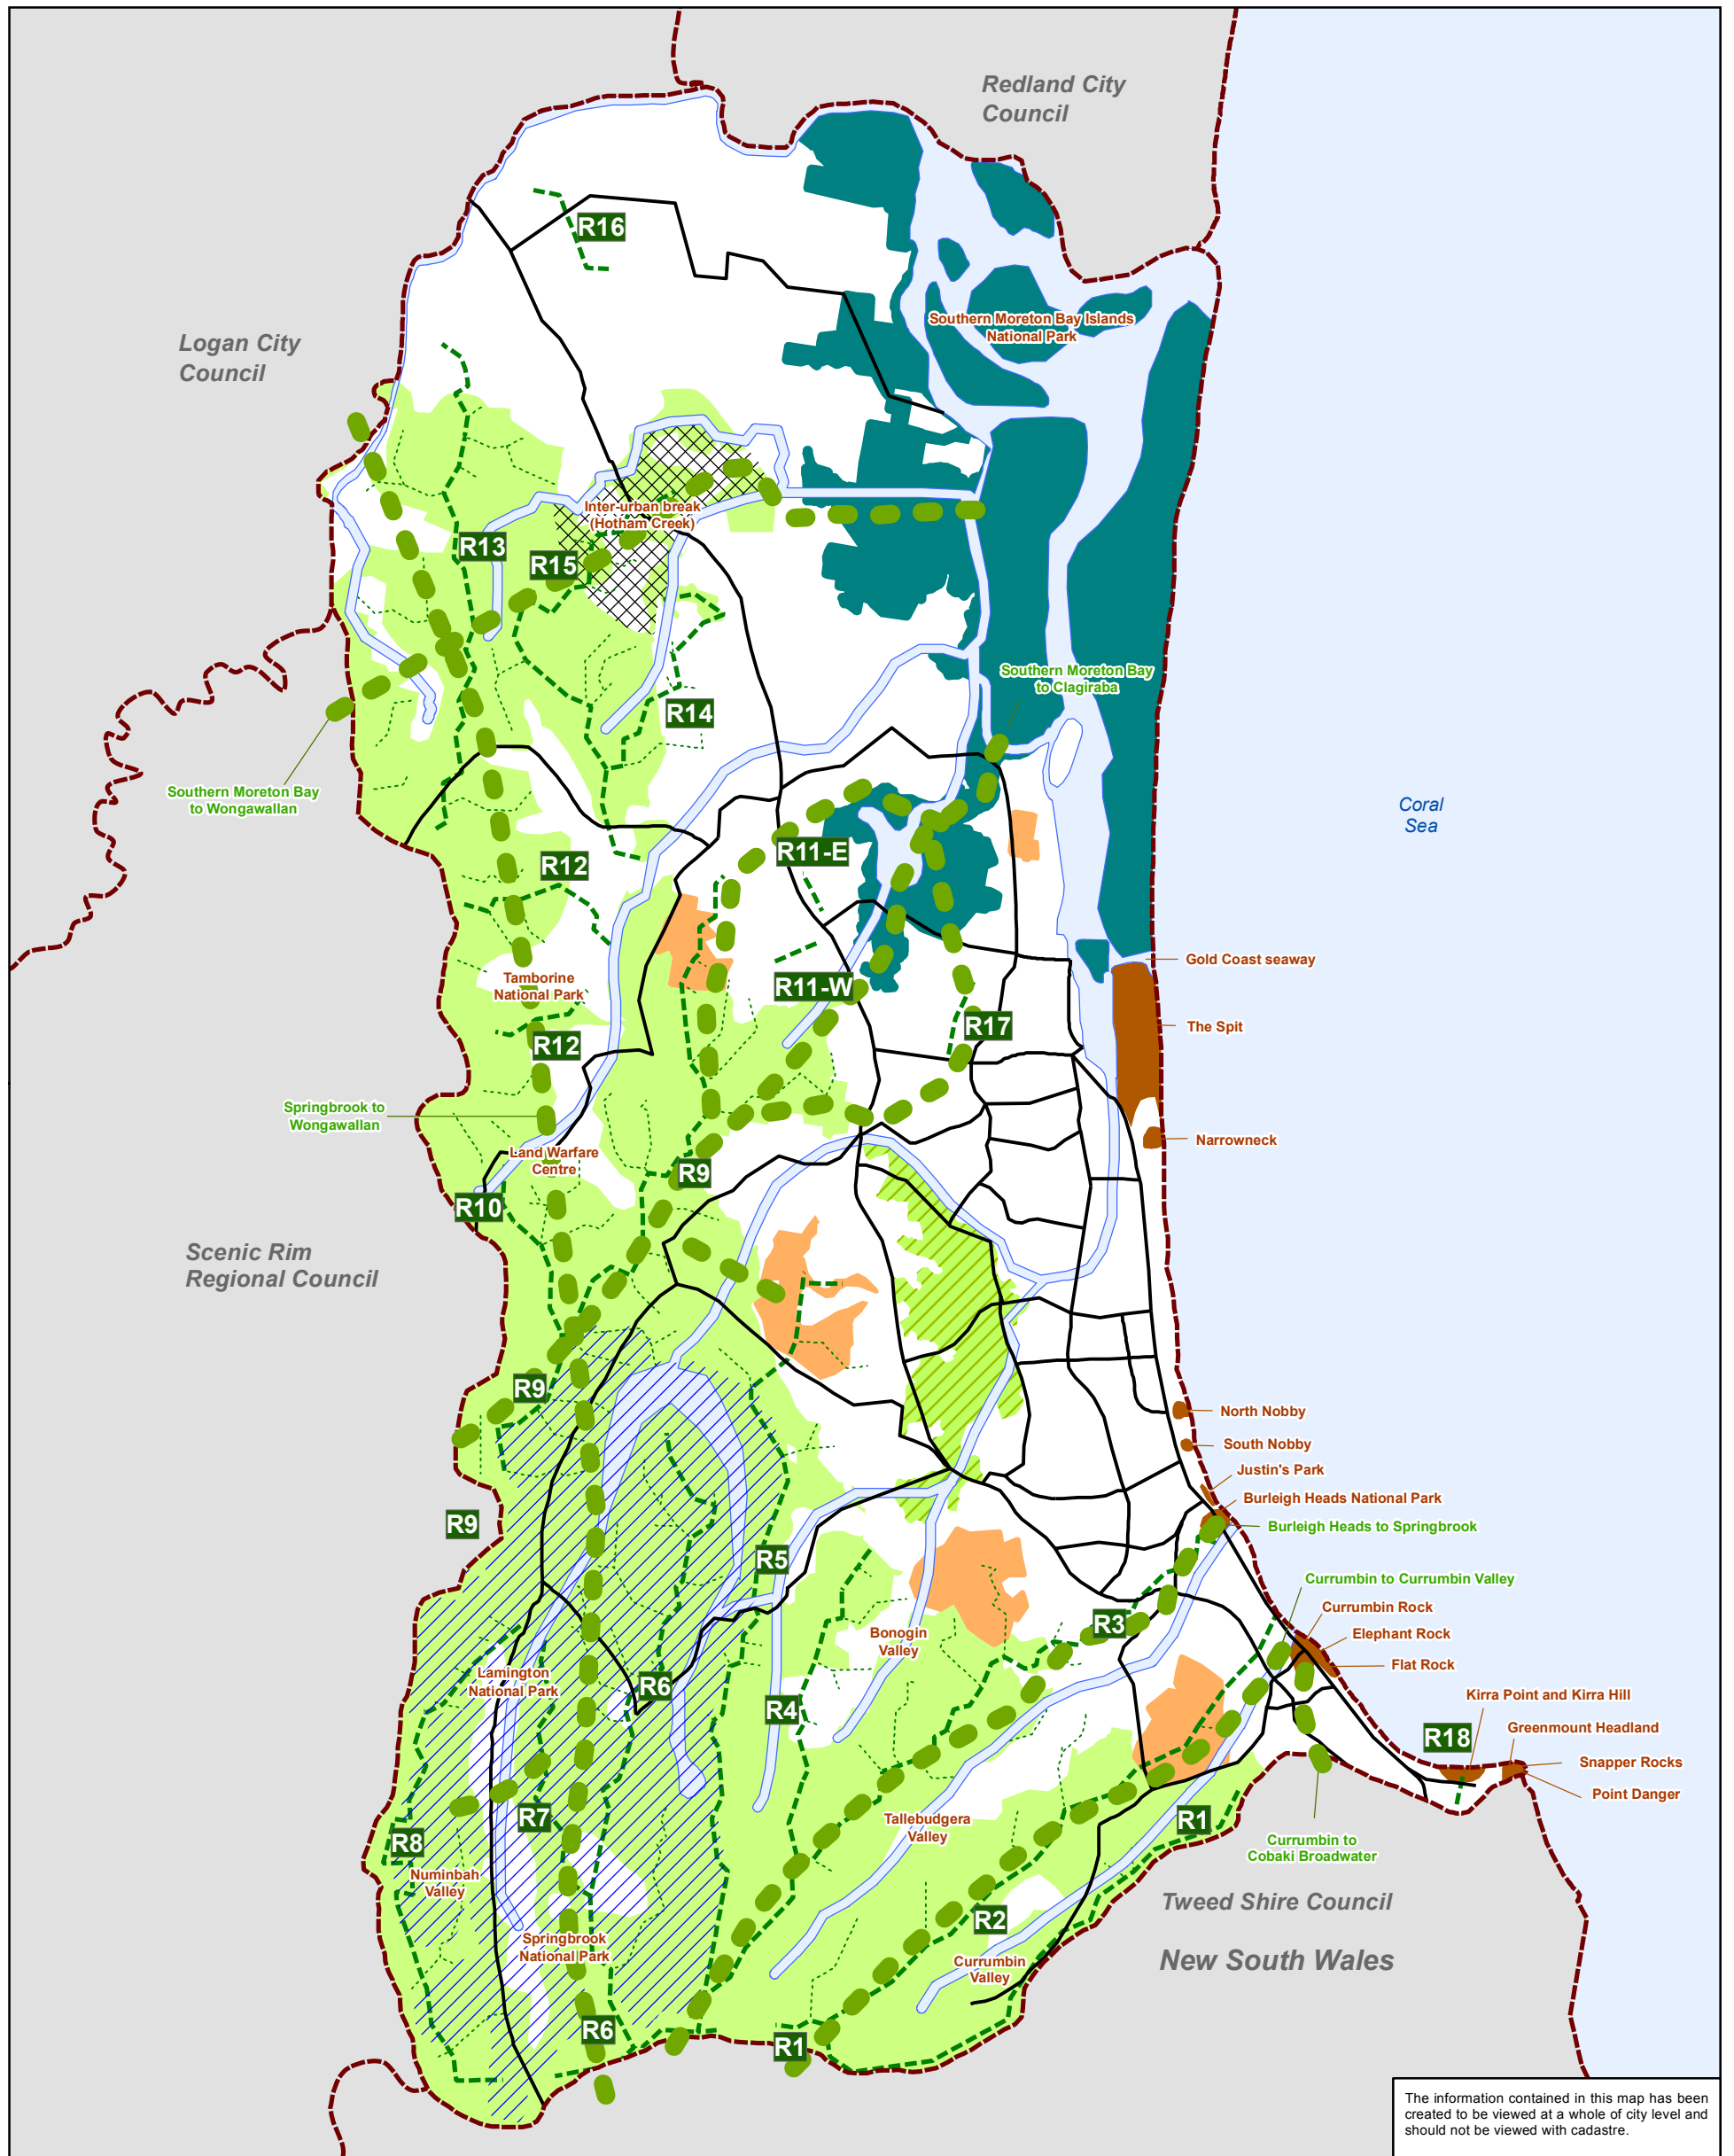 Redland City
Council
R16
Logan City
Council
Southern Moreton Bay Islands
National Park
Inter-urban break
(Hotham Creek)
R13
R15
Southern Moreton Bay
to Clagiraba
R14
Southern Moreton Bay
to Wongawallan
Coral
Sea
R11-E
R12
Gold Coast seaway
Tamborine
National Park
R11-W
The Spit
R17
R12
Springbrook to
Wongawallan
Narrowneck
Land Warfare
Centre
R9
R10
Scenic Rim
Regional Council
R9
North Nobby
South Nobby
Justin's Park
Burleigh Heads National Park
R9
Burleigh Heads to Springbrook
R5
Currumbin to Currumbin Valley
Currumbin Rock
R3
Elephant Rock
Bonogin
Valley
Flat Rock
Lamington
National Park
R6
Kirra Point and Kirra Hill
R4
Greenmount Headland
R18
Snapper Rocks
Point Danger
R7
R1
Tallebudgera
Valley
R8
Currumbin to
Cobaki Broadwater
Numinbah
Valley
Tweed Shire Council
R2
Springbrook
National Park
New South Wales
Currumbin
Valley
R6
R1
The information contained in this map has been
created to be viewed at a whole of city level and
should not be viewed with cadastre.